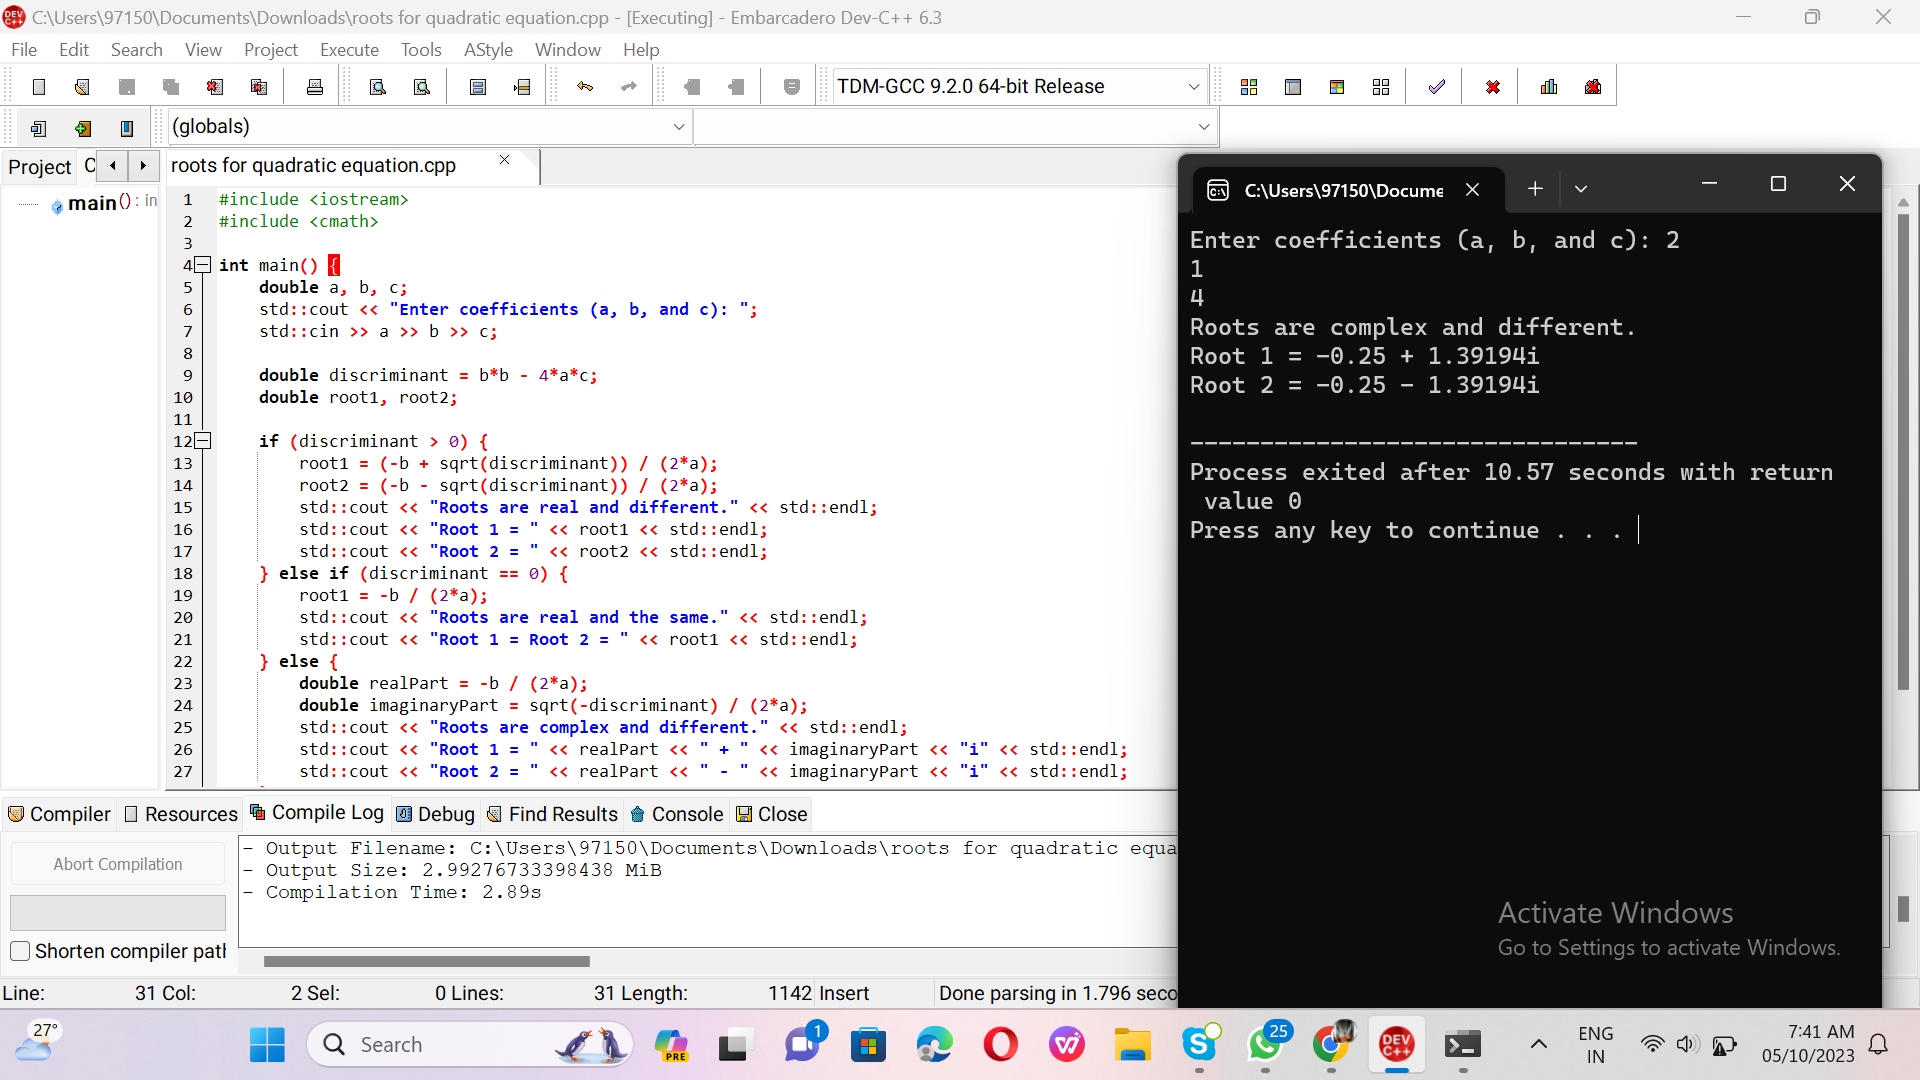 C:\Users\97150\Documents\Downloads\roots for quadratic equation.cpp - [Executing] - Embarcadero Dev-C++ 6.3
File Edit Search View Project Execute Tools AStyle Window Help
TDM-GCC 9.2.0 64-bit Release
(globals)
Project C roots for quadratic equation.cpp
main() : in
1 #include <iostream>
2 #include <cmath>
3
4 int main() {
5 double a, b, c;
6 std::cout << "Enter coefficients (a, b, and c): ";
7 std::cin >> a >> b >> c;
8
9 double discriminant = b*b - 4*a*c;
10 double root1, root2;
11
12 if (discriminant > 0) {
13 root1 = (-b + sqrt(discriminant)) / (2*a);
14 root2 = (-b - sqrt(discriminant)) / (2*a);
15 std::cout << "Roots are real and different." << std::endl;
16 std::cout << "Root 1 = " << root1 << std::endl;
17 std::cout << "Root 2 = " << root2 << std::endl;
18 } else if (discriminant == 0) {
19 root1 = -b / (2*a);
20 std::cout << "Roots are real and the same." << std::endl;
21 std::cout << "Root 1 = Root 2 = " << root1 << std::endl;
22 } else {
23 double realPart = -b / (2*a);
24 double imaginaryPart = sqrt(-discriminant) / (2*a);
25 std::cout << "Roots are complex and different." << std::endl;
26 std::cout << "Root 1 = " << realPart << " + " << imaginaryPart << "i" << std::endl;
27 std::cout << "Root 2 = " << realPart << " - " << imaginaryPart << "i" << std::endl;
C:\Users\97150\Docume
Enter coefficients (a, b, and c): 2
1
4
Roots are complex and different.
Root 1 = -0.25 + 1.39194i
Root 2 = -0.25 - 1.39194i
--------------------------------
Process exited after 10.57 seconds with return
value 0
Press any key to continue . . .
Activate Windows
Go to Settings to activate Windows.
Compiler Resources Compile Log Debug Find Results Console Close
Abort Compilation
Shorten compiler path
- Output Filename: C:\Users\97150\Documents\Downloads\roots for quadratic equa
- Output Size: 2.99276733398438 MiB
- Compilation Time: 2.89s
Line: 31 Col: 2 Sel: 0 Lines: 31 Length: 1142 Insert Done parsing in 1.796 seco
27°
Search
PRE
1
25
DEV C++
ENG
IN
7:41 AM
05/10/2023